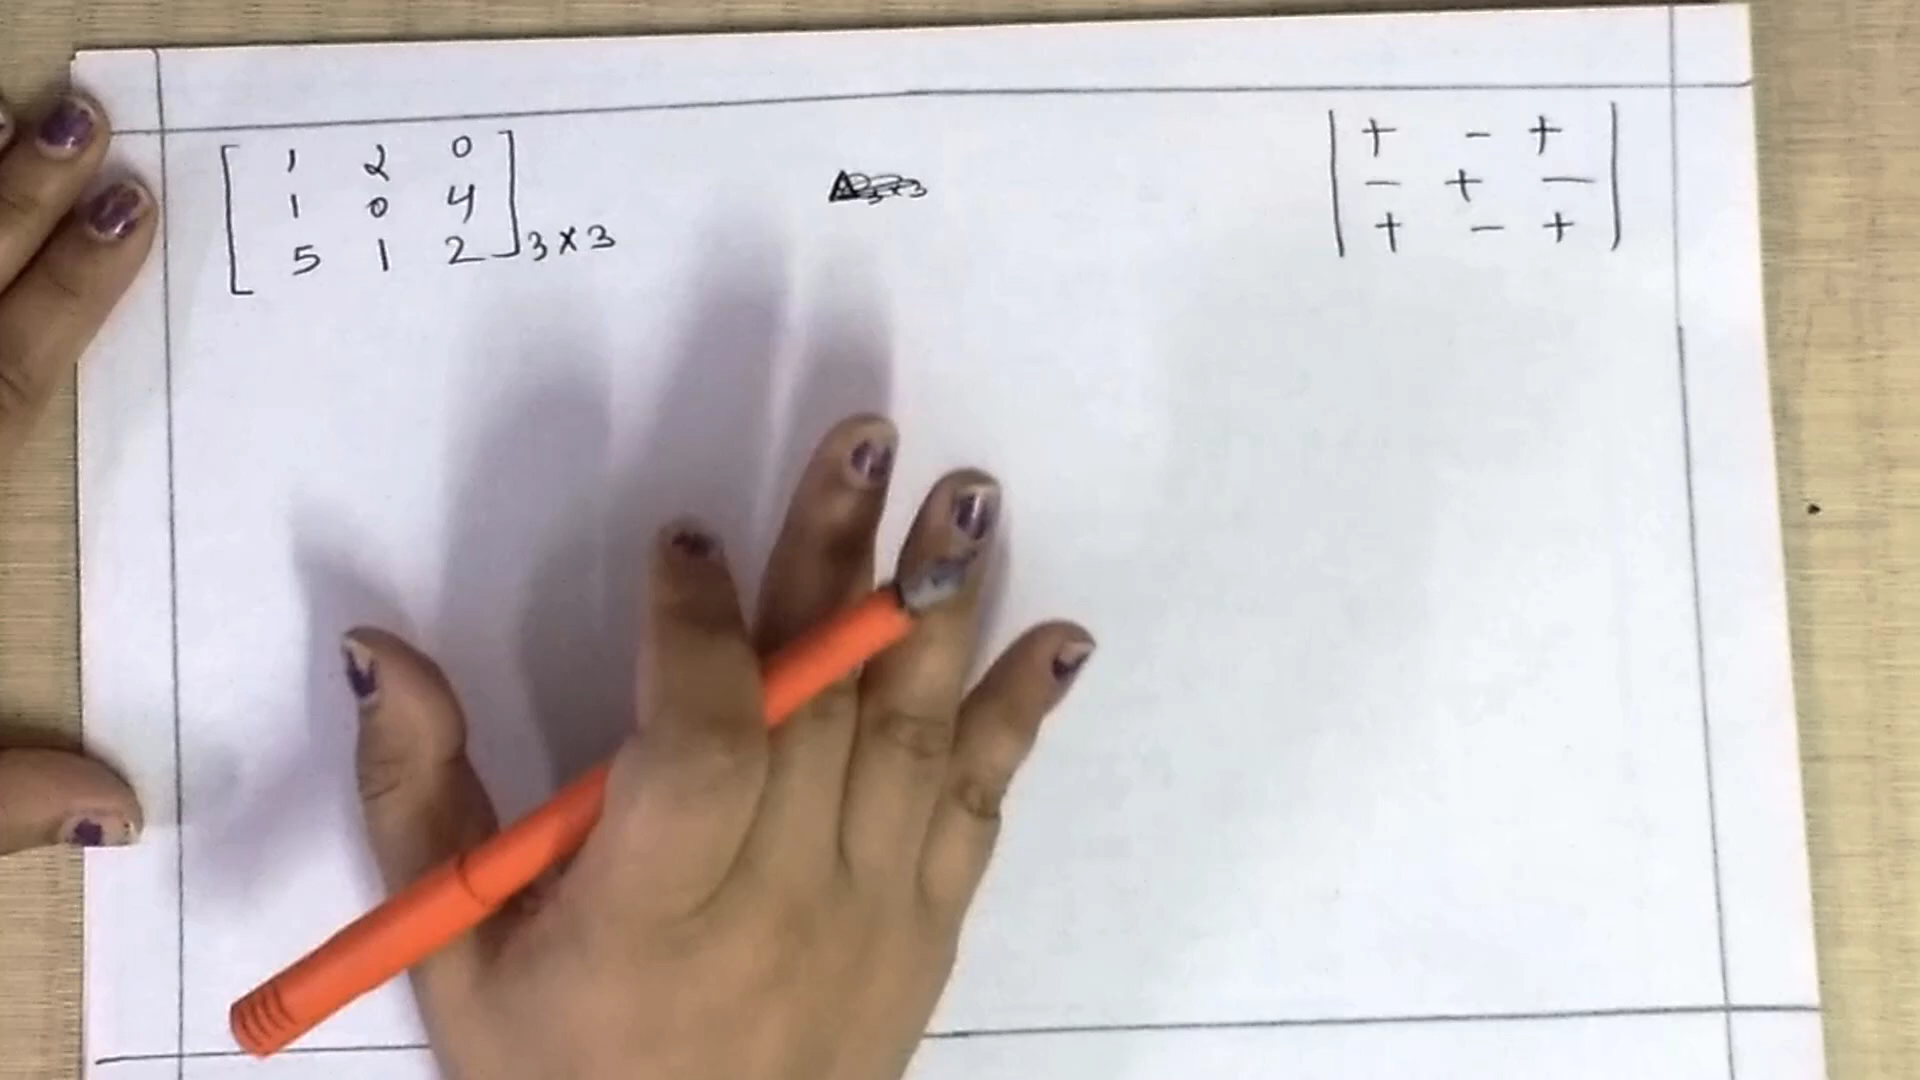 [ 1 2 0
1 0 4
5 1 2 ] 3 × 3
| + - + |
| - + - |
| + - + |